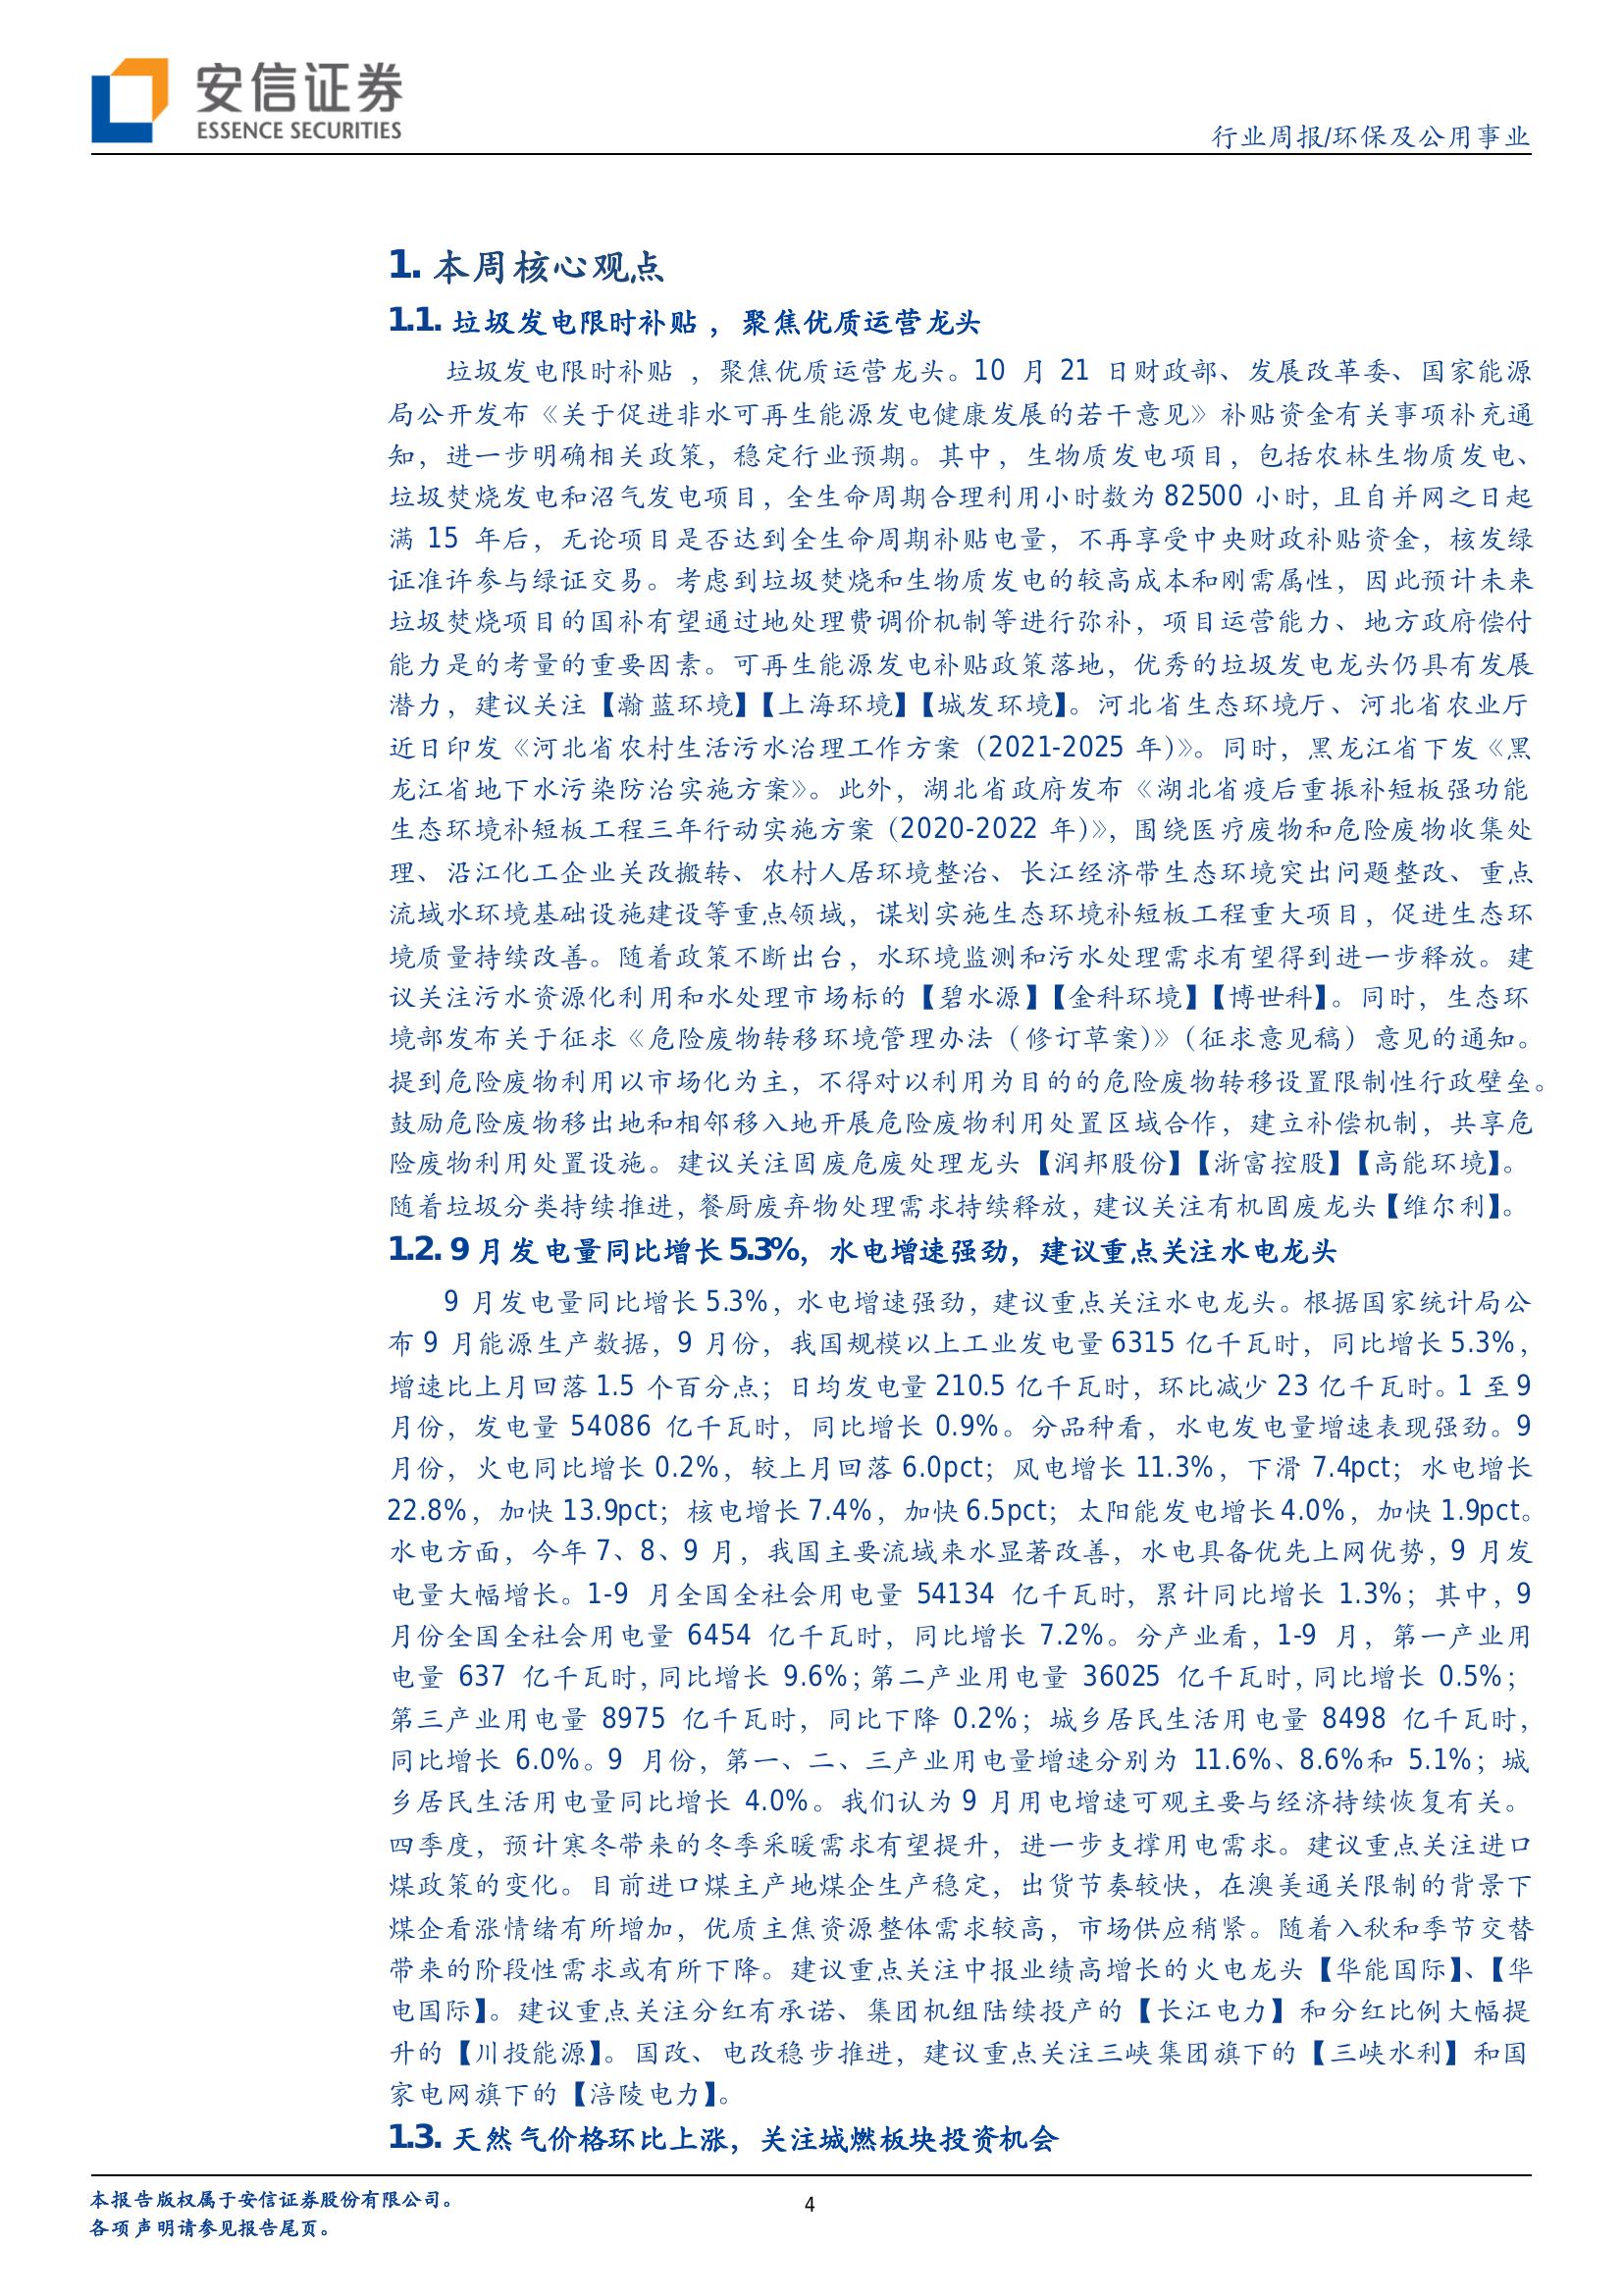 安信证券
ESSENCE SECURITIES
行业周报/环保及公用事业
1. 本周核心观点
1.1. 垃圾发电限时补贴，聚焦优质运营龙头
垃圾发电限时补贴，聚焦优质运营龙头。10 月 21 日财政部、发展改革委、国家能源
局公开发布《关于促进非水可再生能源发电健康发展的若干意见》补贴资金有关事项补充通
知，进一步明确相关政策，稳定行业预期。其中，生物质发电项目，包括农林生物质发电、
垃圾焚烧发电和沼气发电项目，全生命周期合理利用小时数为 82500 小时，且自并网之日起
满 15 年后，无论项目是否达到全生命周期补贴电量，不再享受中央财政补贴资金，核发绿
证准许参与绿证交易。考虑到垃圾焚烧和生物质发电的较高成本和刚需属性，因此预计未来
垃圾焚烧项目的国补有望通过地处理费调价机制等进行弥补，项目运营能力、地方政府偿付
能力是的考量的重要因素。可再生能源发电补贴政策落地，优秀的垃圾发电龙头仍具有发展
潜力，建议关注【瀚蓝环境】【上海环境】【城发环境】。河北省生态环境厅、河北省农业厅
近日印发《河北省农村生活污水治理工作方案（2021-2025 年）》。同时，黑龙江省下发《黑
龙江省地下水污染防治实施方案》。此外，湖北省政府发布《湖北省疫后重振补短板强功能
生态环境补短板工程三年行动实施方案（2020-2022 年）》，围绕医疗废物和危险废物收集处
理、沿江化工企业关改搬转、农村人居环境整治、长江经济带生态环境突出问题整改、重点
流域水环境基础设施建设等重点领域，谋划实施生态环境补短板工程重大项目，促进生态环
境质量持续改善。随着政策不断出台，水环境监测和污水处理需求有望得到进一步释放。建
议关注污水资源化利用和水处理市场标的【碧水源】【金科环境】【博世科】。同时，生态环
境部发布关于征求《危险废物转移环境管理办法（修订草案）》（征求意见稿）意见的通知。
提到危险废物利用以市场化为主，不得对以利用为目的的危险废物转移设置限制性行政壁垒。
鼓励危险废物移出地和相邻移入地开展危险废物利用处置区域合作，建立补偿机制，共享危
险废物利用处置设施。建议关注固废危废处理龙头【润邦股份】【浙富控股】【高能环境】。
随着垃圾分类持续推进，餐厨废弃物处理需求持续释放，建议关注有机固废龙头【维尔利】。
1.2. 9 月发电量同比增长 5.3%，水电增速强劲，建议重点关注水电龙头
9 月发电量同比增长 5.3%，水电增速强劲，建议重点关注水电龙头。根据国家统计局公
布 9 月能源生产数据，9 月份，我国规模以上工业发电量 6315 亿千瓦时，同比增长 5.3%，
增速比上月回落 1.5 个百分点；日均发电量 210.5 亿千瓦时，环比减少 23 亿千瓦时。1 至 9
月份，发电量 54086 亿千瓦时，同比增长 0.9%。分品种看，水电发电量增速表现强劲。9
月份，火电同比增长 0.2%，较上月回落 6.0pct；风电增长 11.3%，下滑 7.4pct；水电增长
22.8%，加快 13.9pct；核电增长 7.4%，加快 6.5pct；太阳能发电增长 4.0%，加快 1.9pct。
水电方面，今年 7、8、9 月，我国主要流域来水显著改善，水电具备优先上网优势，9 月发
电量大幅增长。1-9 月全国全社会用电量 54134 亿千瓦时，累计同比增长 1.3%；其中，9
月份全国全社会用电量 6454 亿千瓦时，同比增长 7.2%。分产业看，1-9 月，第一产业用
电量 637 亿千瓦时，同比增长 9.6%；第二产业用电量 36025 亿千瓦时，同比增长 0.5%；
第三产业用电量 8975 亿千瓦时，同比下降 0.2%；城乡居民生活用电量 8498 亿千瓦时，
同比增长 6.0%。9 月份，第一、二、三产业用电量增速分别为 11.6%、8.6%和 5.1%；城
乡居民生活用电量同比增长 4.0%。我们认为 9 月用电增速可观主要与经济持续恢复有关。
四季度，预计寒冬带来的冬季采暖需求有望提升，进一步支撑用电需求。建议重点关注进口
煤政策的变化。目前进口煤主产地煤企生产稳定，出货节奏较快，在澳美通关限制的背景下
煤企看涨情绪有所增加，优质主焦资源整体需求较高，市场供应稍紧。随着入秋和季节交替
带来的阶段性需求或有所下降。建议重点关注中报业绩高增长的火电龙头【华能国际】、【华
电国际】。建议重点关注分红有承诺、集团机组陆续投产的【长江电力】和分红比例大幅提
升的【川投能源】。国改、电改稳步推进，建议重点关注三峡集团旗下的【三峡水利】和国
家电网旗下的【涪陵电力】。
1.3. 天然气价格环比上涨，关注城燃板块投资机会
本报告版权属于安信证券股份有限公司。
各项声明请参见报告尾页。
4